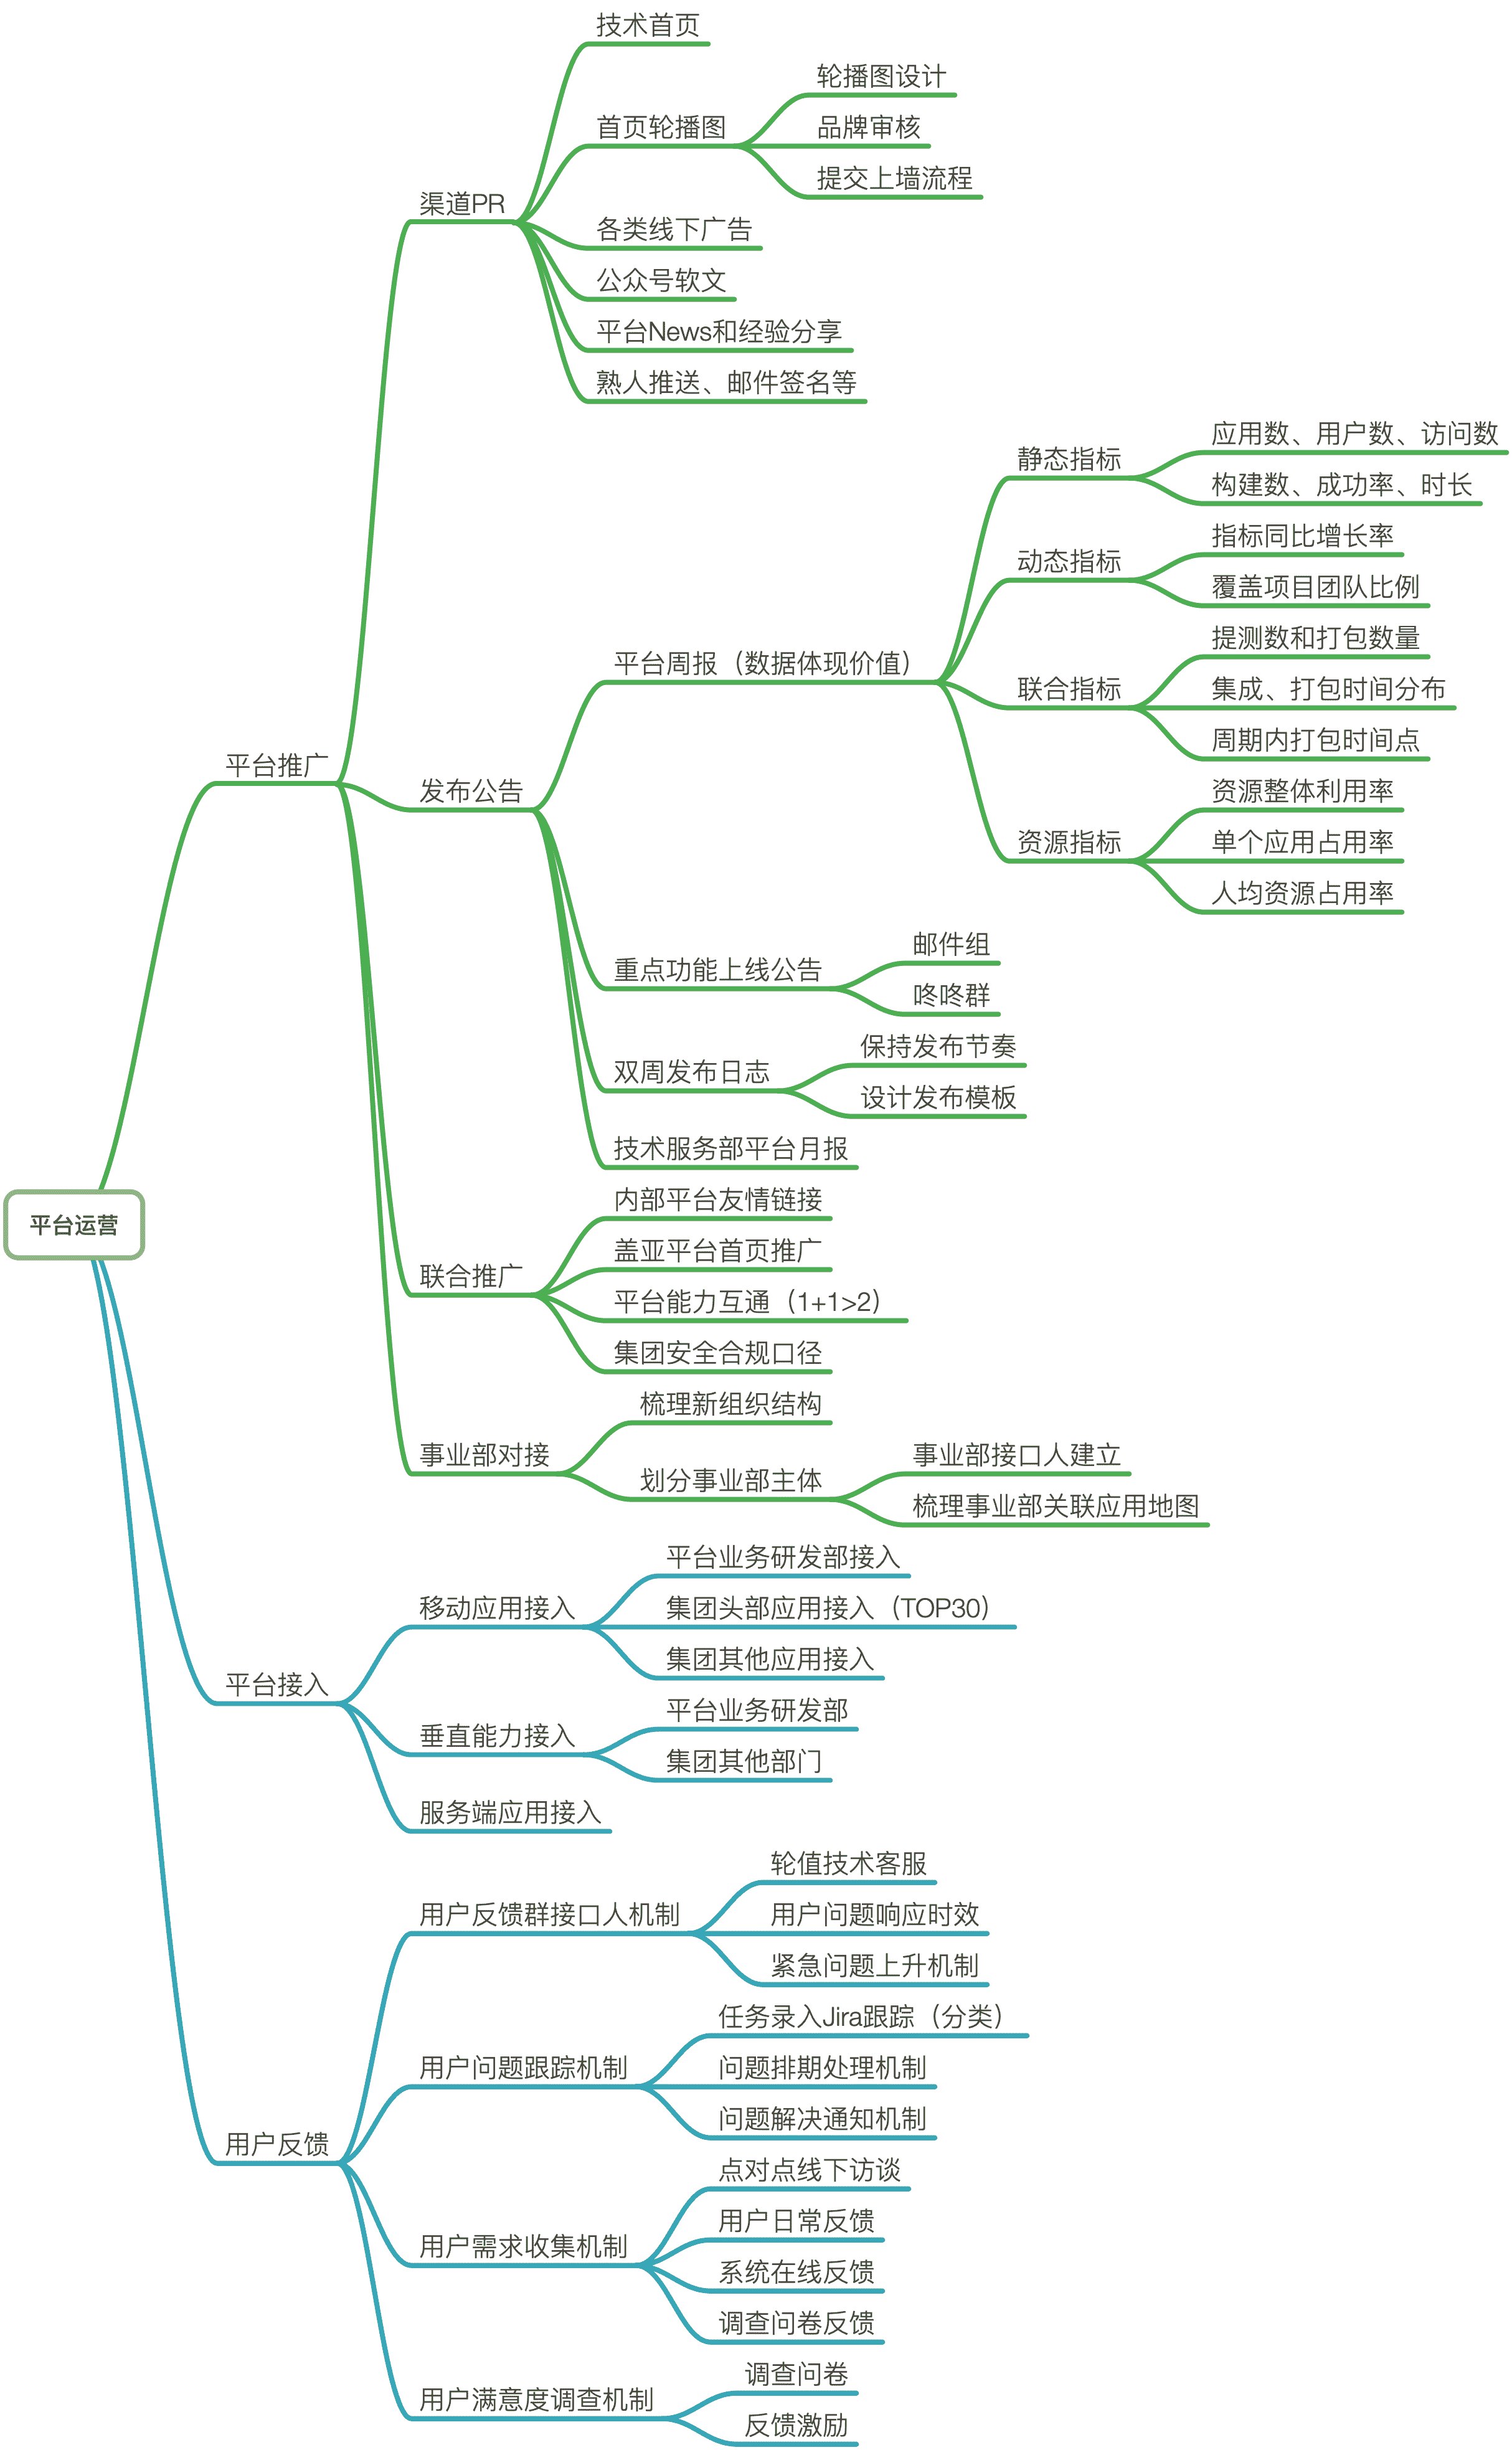 平台运营
平台推广
渠道PR
技术首页
首页轮播图
轮播图设计
品牌审核
提交上墙流程
各类线下广告
公众号软文
平台News和经验分享
熟人推送、邮件签名等
发布公告
平台周报（数据体现价值）
静态指标
应用数、用户数、访问数
构建数、成功率、时长
动态指标
指标同比增长率
覆盖项目团队比例
联合指标
提测数和打包数量
集成、打包时间分布
周期内打包时间点
资源指标
资源整体利用率
单个应用占用率
人均资源占用率
重点功能上线公告
邮件组
咚咚群
双周发布日志
保持发布节奏
设计发布模板
技术服务部平台月报
联合推广
内部平台友情链接
盖亚平台首页推广
平台能力互通（1+1>2）
集团安全合规口径
事业部对接
梳理新组织结构
划分事业部主体
事业部接口人建立
梳理事业部关联应用地图
平台接入
移动应用接入
平台业务研发部接入
集团头部应用接入（TOP30）
集团其他应用接入
垂直能力接入
平台业务研发部
集团其他部门
服务端应用接入
用户反馈
用户反馈群接口人机制
轮值技术客服
用户问题响应时效
紧急问题上升机制
用户问题跟踪机制
任务录入Jira跟踪（分类）
问题排期处理机制
问题解决通知机制
用户需求收集机制
点对点线下访谈
用户日常反馈
系统在线反馈
调查问卷反馈
用户满意度调查机制
调查问卷
反馈激励